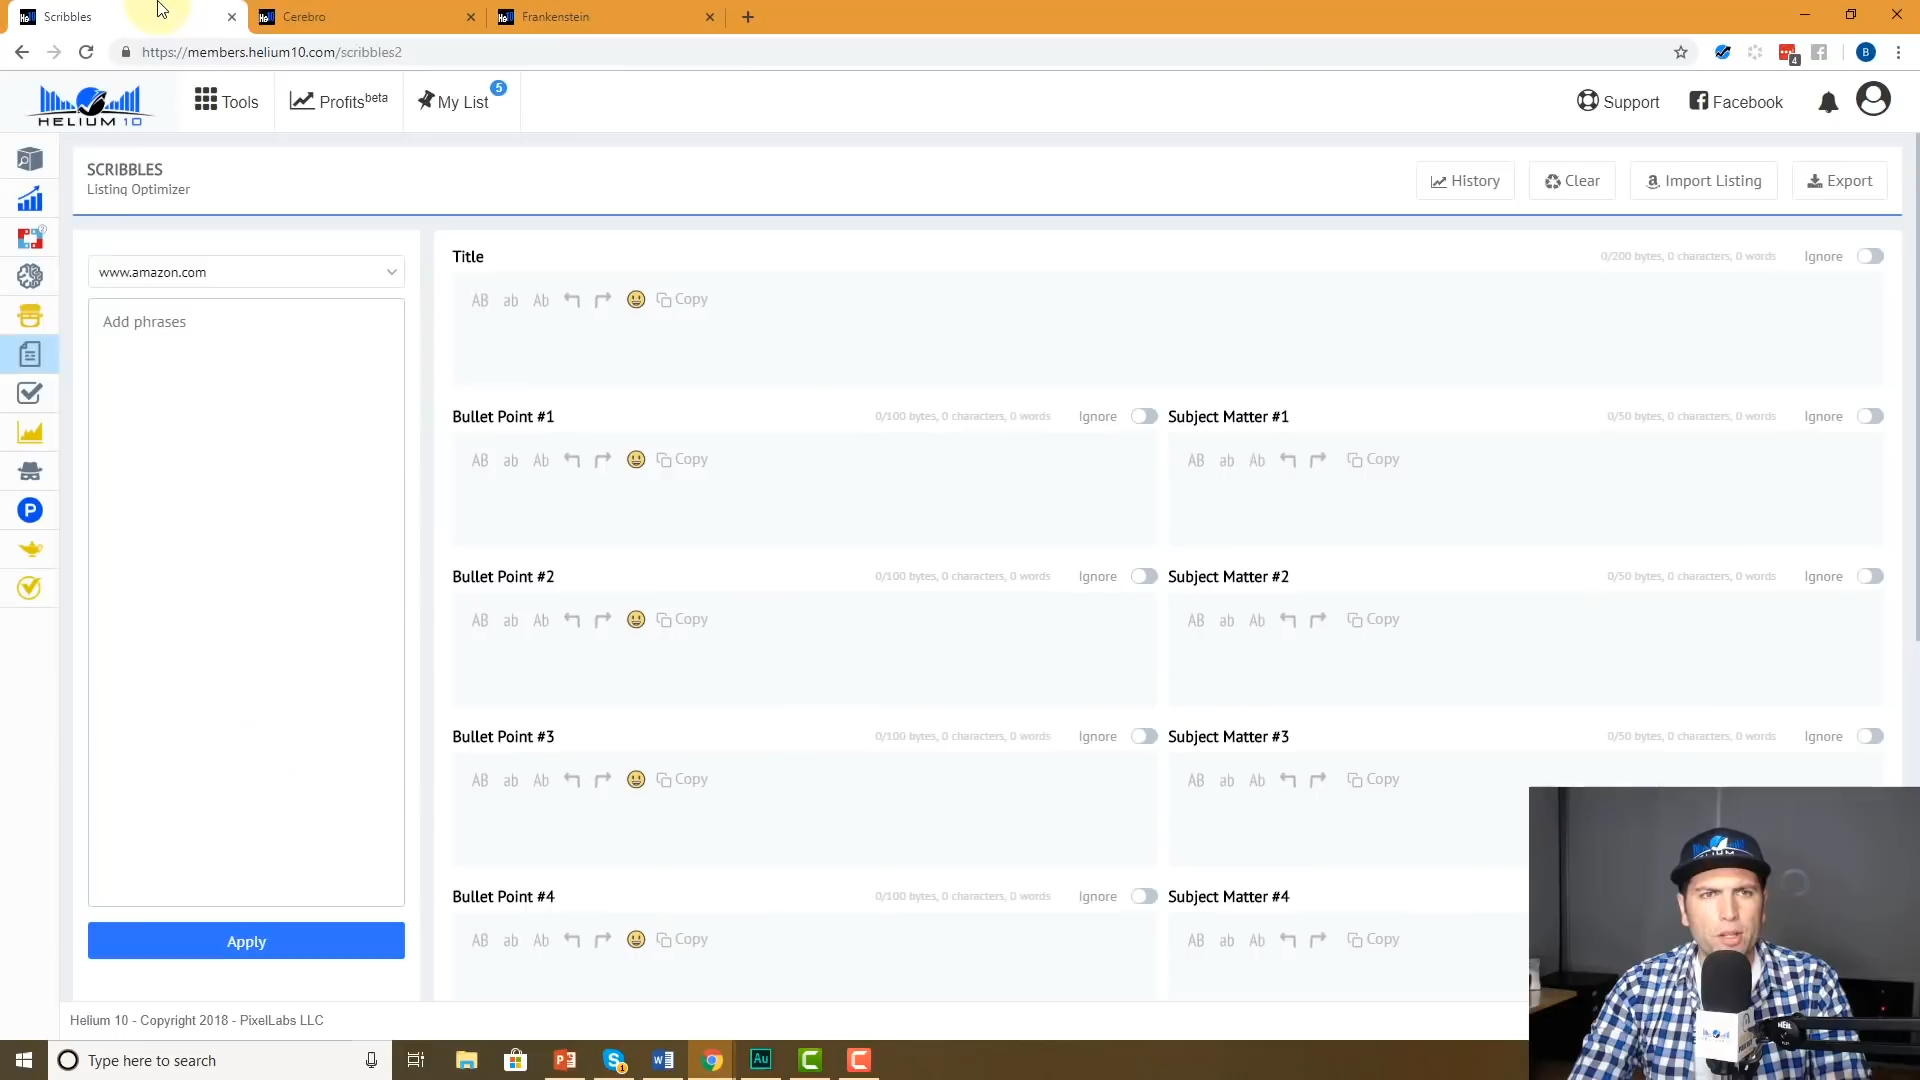 Scribbles
Cerebro
Frankenstein
https://members.helium10.com/scribbles2
4
B
HELIUM 10
Tools
Profits beta
My List
5
Support
Facebook
SCRIBBLES
Listing Optimizer
History
Clear
Import Listing
Export
www.amazon.com
Add phrases
Apply
Title
0/200 bytes, 0 characters, 0 words
Ignore
AB ab Ab Copy
Bullet Point #1
0/100 bytes, 0 characters, 0 words
Ignore
Subject Matter #1
0/50 bytes, 0 characters, 0 words
Ignore
AB ab Ab Copy
AB ab Ab Copy
Bullet Point #2
0/100 bytes, 0 characters, 0 words
Ignore
Subject Matter #2
0/50 bytes, 0 characters, 0 words
Ignore
AB ab Ab Copy
AB ab Ab Copy
Bullet Point #3
0/100 bytes, 0 characters, 0 words
Ignore
Subject Matter #3
0/50 bytes, 0 characters, 0 words
Ignore
AB ab Ab Copy
AB ab Ab Copy
Bullet Point #4
0/100 bytes, 0 characters, 0 words
Ignore
Subject Matter #4
AB ab Ab Copy
AB ab Ab Copy
Helium 10 - Copyright 2018 - PixelLabs LLC
Type here to search
Au